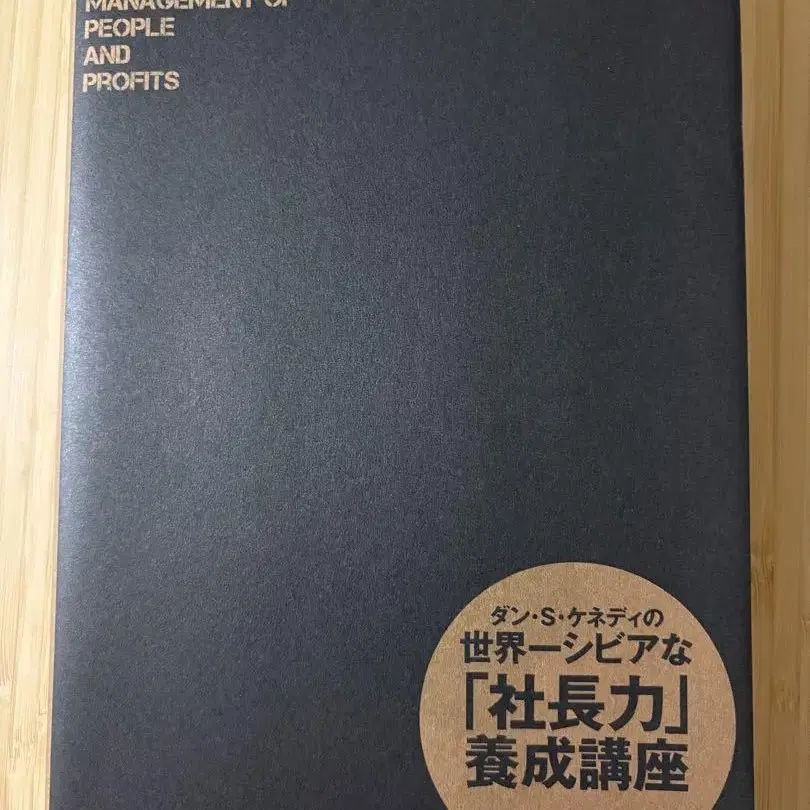 MANAGEMENT OF
PEOPLE
AND
PROFITS
ダン・S・ケネディの
世界一シビアな
「社長力」
養成講座